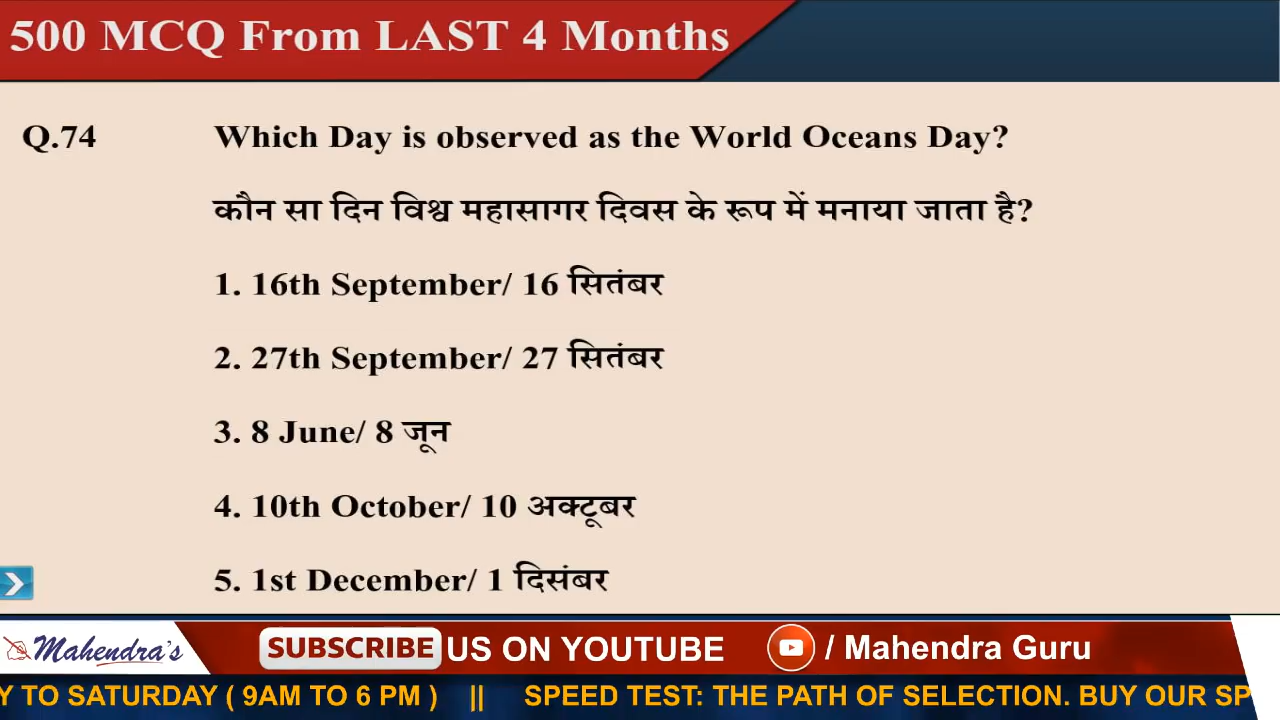 500 MCQ From LAST 4 Months
Q.74 Which Day is observed as the World Oceans Day?
कौन सा दिन विश्व महासागर दिवस के रूप में मनाया जाता है?
1. 16th September/ 16 सितंबर
2. 27th September/ 27 सितंबर
3. 8 June/ 8 जून
4. 10th October/ 10 अक्टूबर
5. 1st December/ 1 दिसंबर
Mahendra's SUBSCRIBE US ON YOUTUBE / Mahendra Guru
Y TO SATURDAY ( 9AM TO 6 PM ) || SPEED TEST: THE PATH OF SELECTION. BUY OUR SP